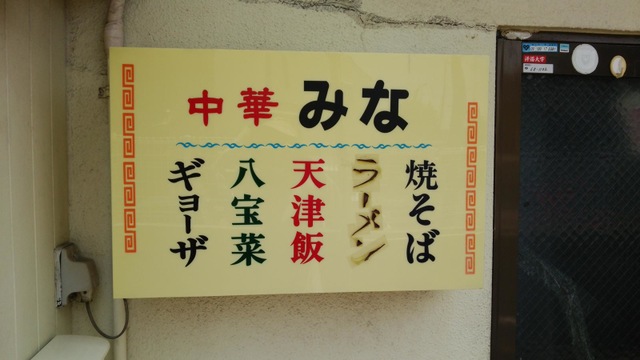 中華 みな
焼そば
ラーメン
天津飯
八宝菜
ギョーザ